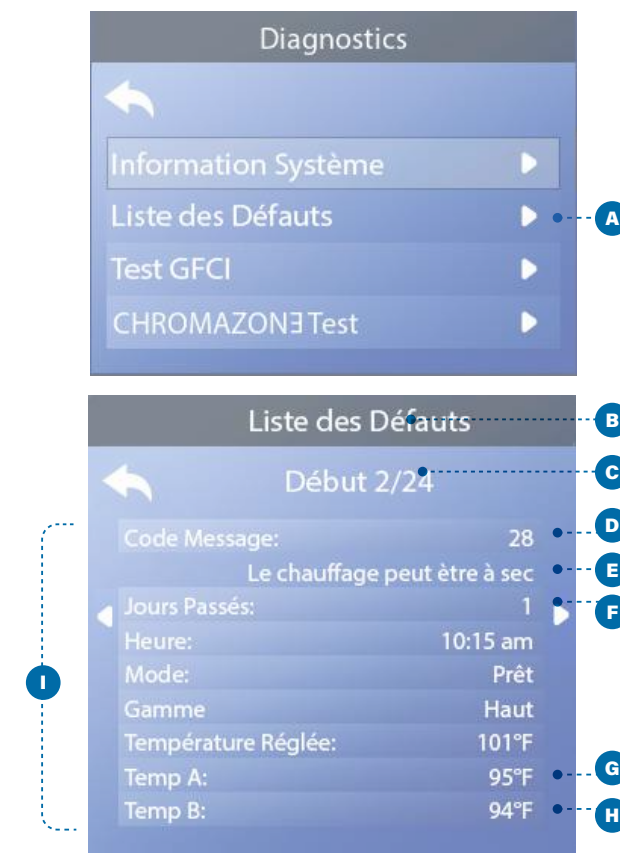 Diagnostics
Information Système
Liste des Défauts
A
Test GFCI
CHROMAZONƎ Test
Liste des Défauts
B
Début 2/24
C
Code Message: 28
D
Le chauffage peut ètre à sec
E
Jours Passés: 1
F
Heure: 10:15 am
Mode: Prêt
I
Gamme Haut
Température Réglée: 101°F
Temp A: 95°F
G
Temp B: 94°F
H